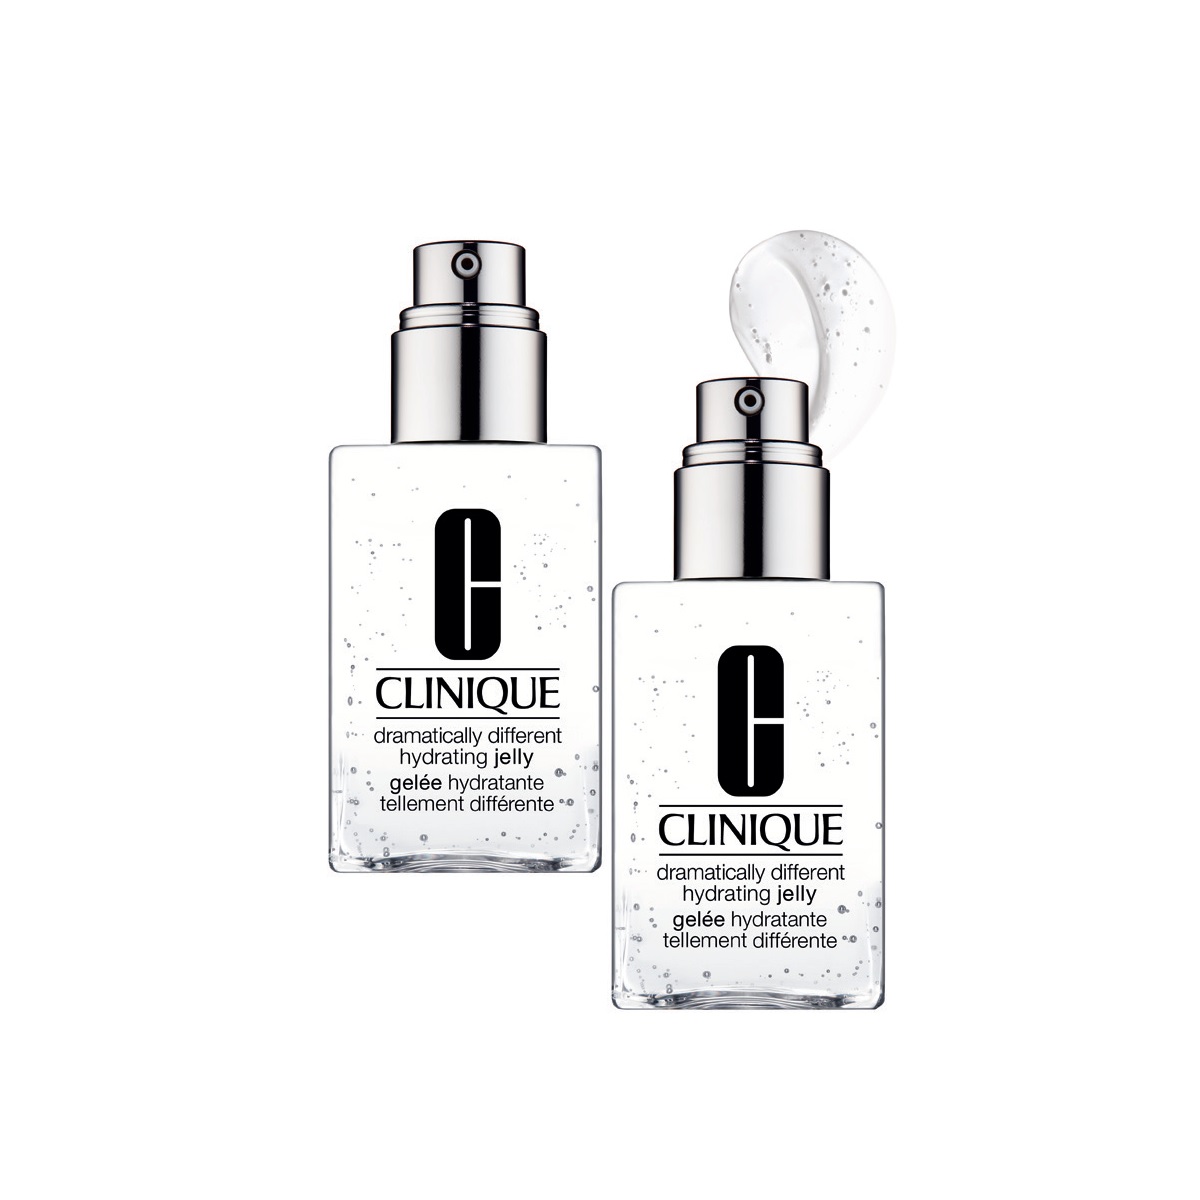 C
CLINIQUE
dramatically different
hydrating jelly
gelée hydratante
tellement différente
C
CLINIQUE
dramatically different
hydrating jelly
gelée hydratante
tellement différente